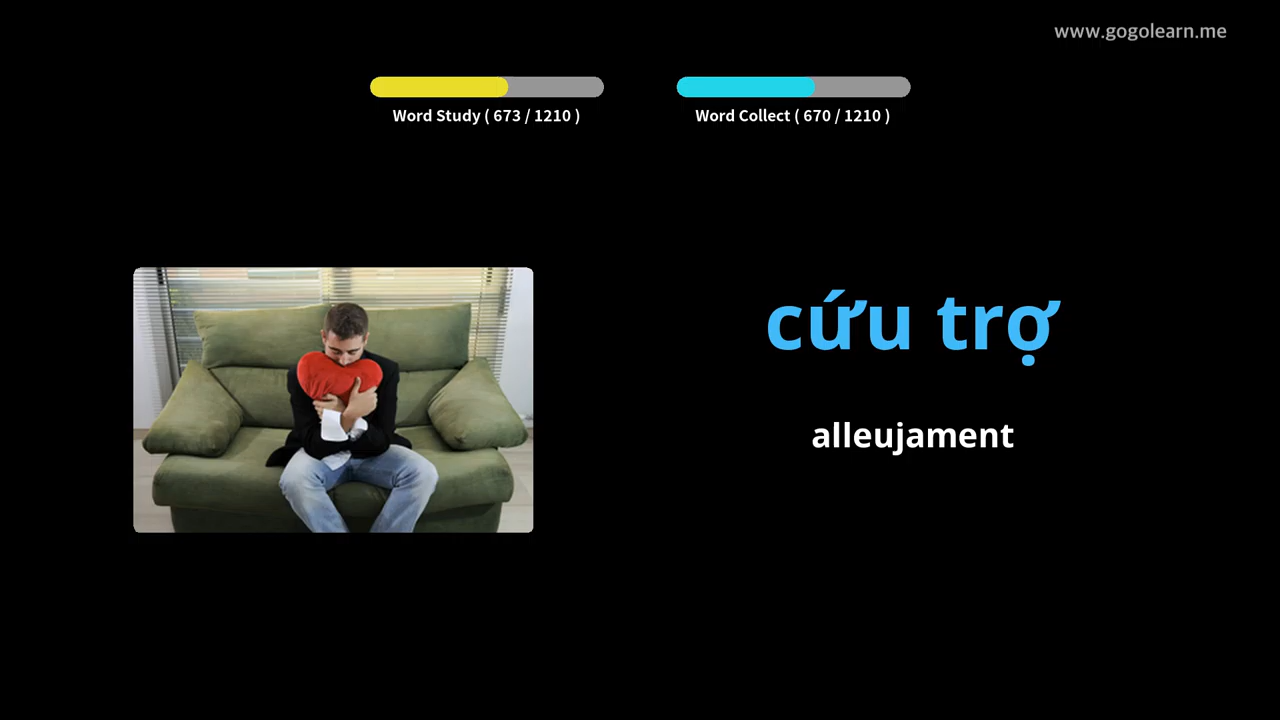 www.gogolearn.me
Word Study ( 673 / 1210 )
Word Collect ( 670 / 1210 )
cứu trợ
alleujament